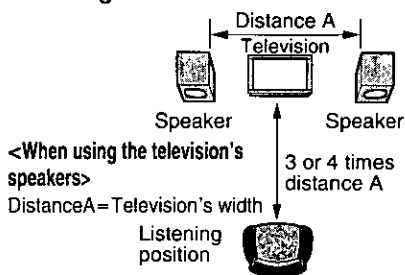 Distance A
Television
Speaker
Speaker
<When using the television's
speakers>
DistanceA=Television's width
3 or 4 times
distance A
Listening
position